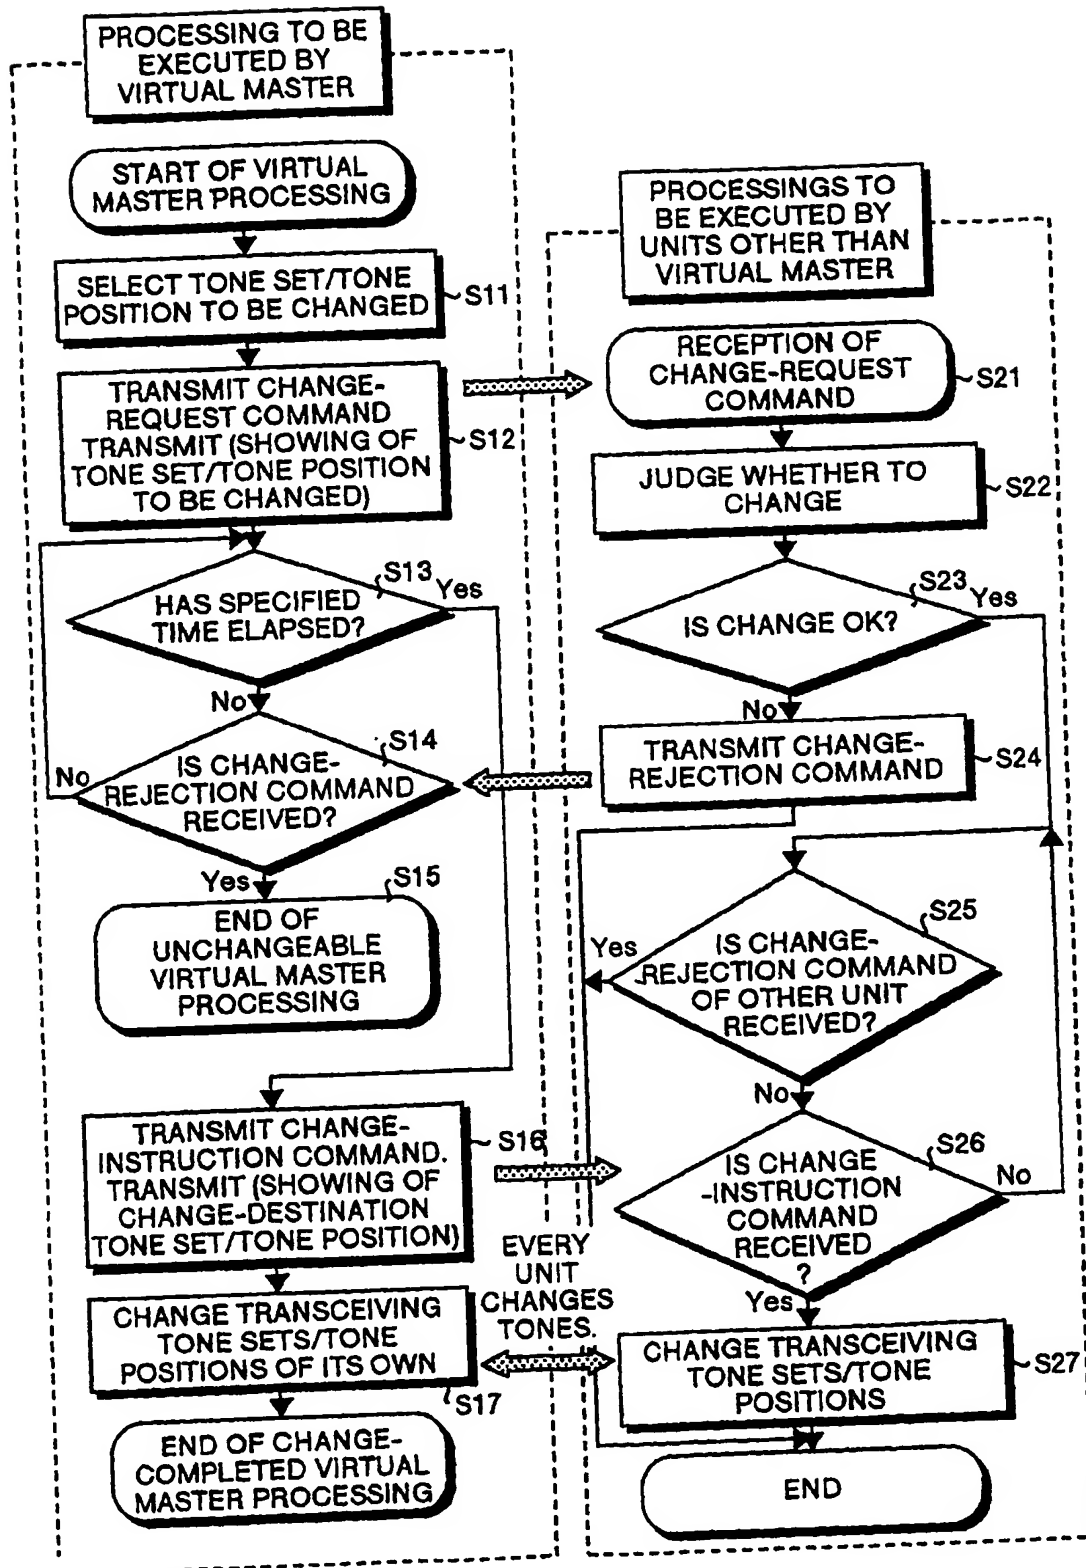 PROCESSING TO BE
EXECUTED BY
VIRTUAL MASTER
START OF VIRTUAL
MASTER PROCESSING
SELECT TONE SET/TONE
POSITION TO BE CHANGED
S11
TRANSMIT CHANGE-
REQUEST COMMAND
TRANSMIT (SHOWING OF
TONE SET/TONE POSITION
TO BE CHANGED)
S12
HAS SPECIFIED
TIME ELAPSED?
S13
Yes
No
IS CHANGE-
REJECTION COMMAND
RECEIVED?
S14
No
Yes
S15
END OF
UNCHANGEABLE
VIRTUAL MASTER
PROCESSING
TRANSMIT CHANGE-
INSTRUCTION COMMAND.
TRANSMIT (SHOWING OF
CHANGE-DESTINATION
TONE SET/TONE POSITION)
S16
CHANGE TRANSCEIVING
TONE SETS/TONE
POSITIONS OF ITS OWN
S17
END OF CHANGE-
COMPLETED VIRTUAL
MASTER PROCESSING
EVERY
UNIT
CHANGES
TONES.
PROCESSINGS TO
BE EXECUTED BY
UNITS OTHER THAN
VIRTUAL MASTER
RECEPTION OF
CHANGE-REQUEST
COMMAND
S21
JUDGE WHETHER TO
CHANGE
S22
IS CHANGE OK?
S23
Yes
No
TRANSMIT CHANGE-
REJECTION COMMAND
S24
IS CHANGE-
REJECTION COMMAND
OF OTHER UNIT
RECEIVED?
S25
Yes
No
IS CHANGE
-INSTRUCTION
COMMAND
RECEIVED
?
S26
No
Yes
CHANGE TRANSCEIVING
TONE SETS/TONE
POSITIONS
S27
END